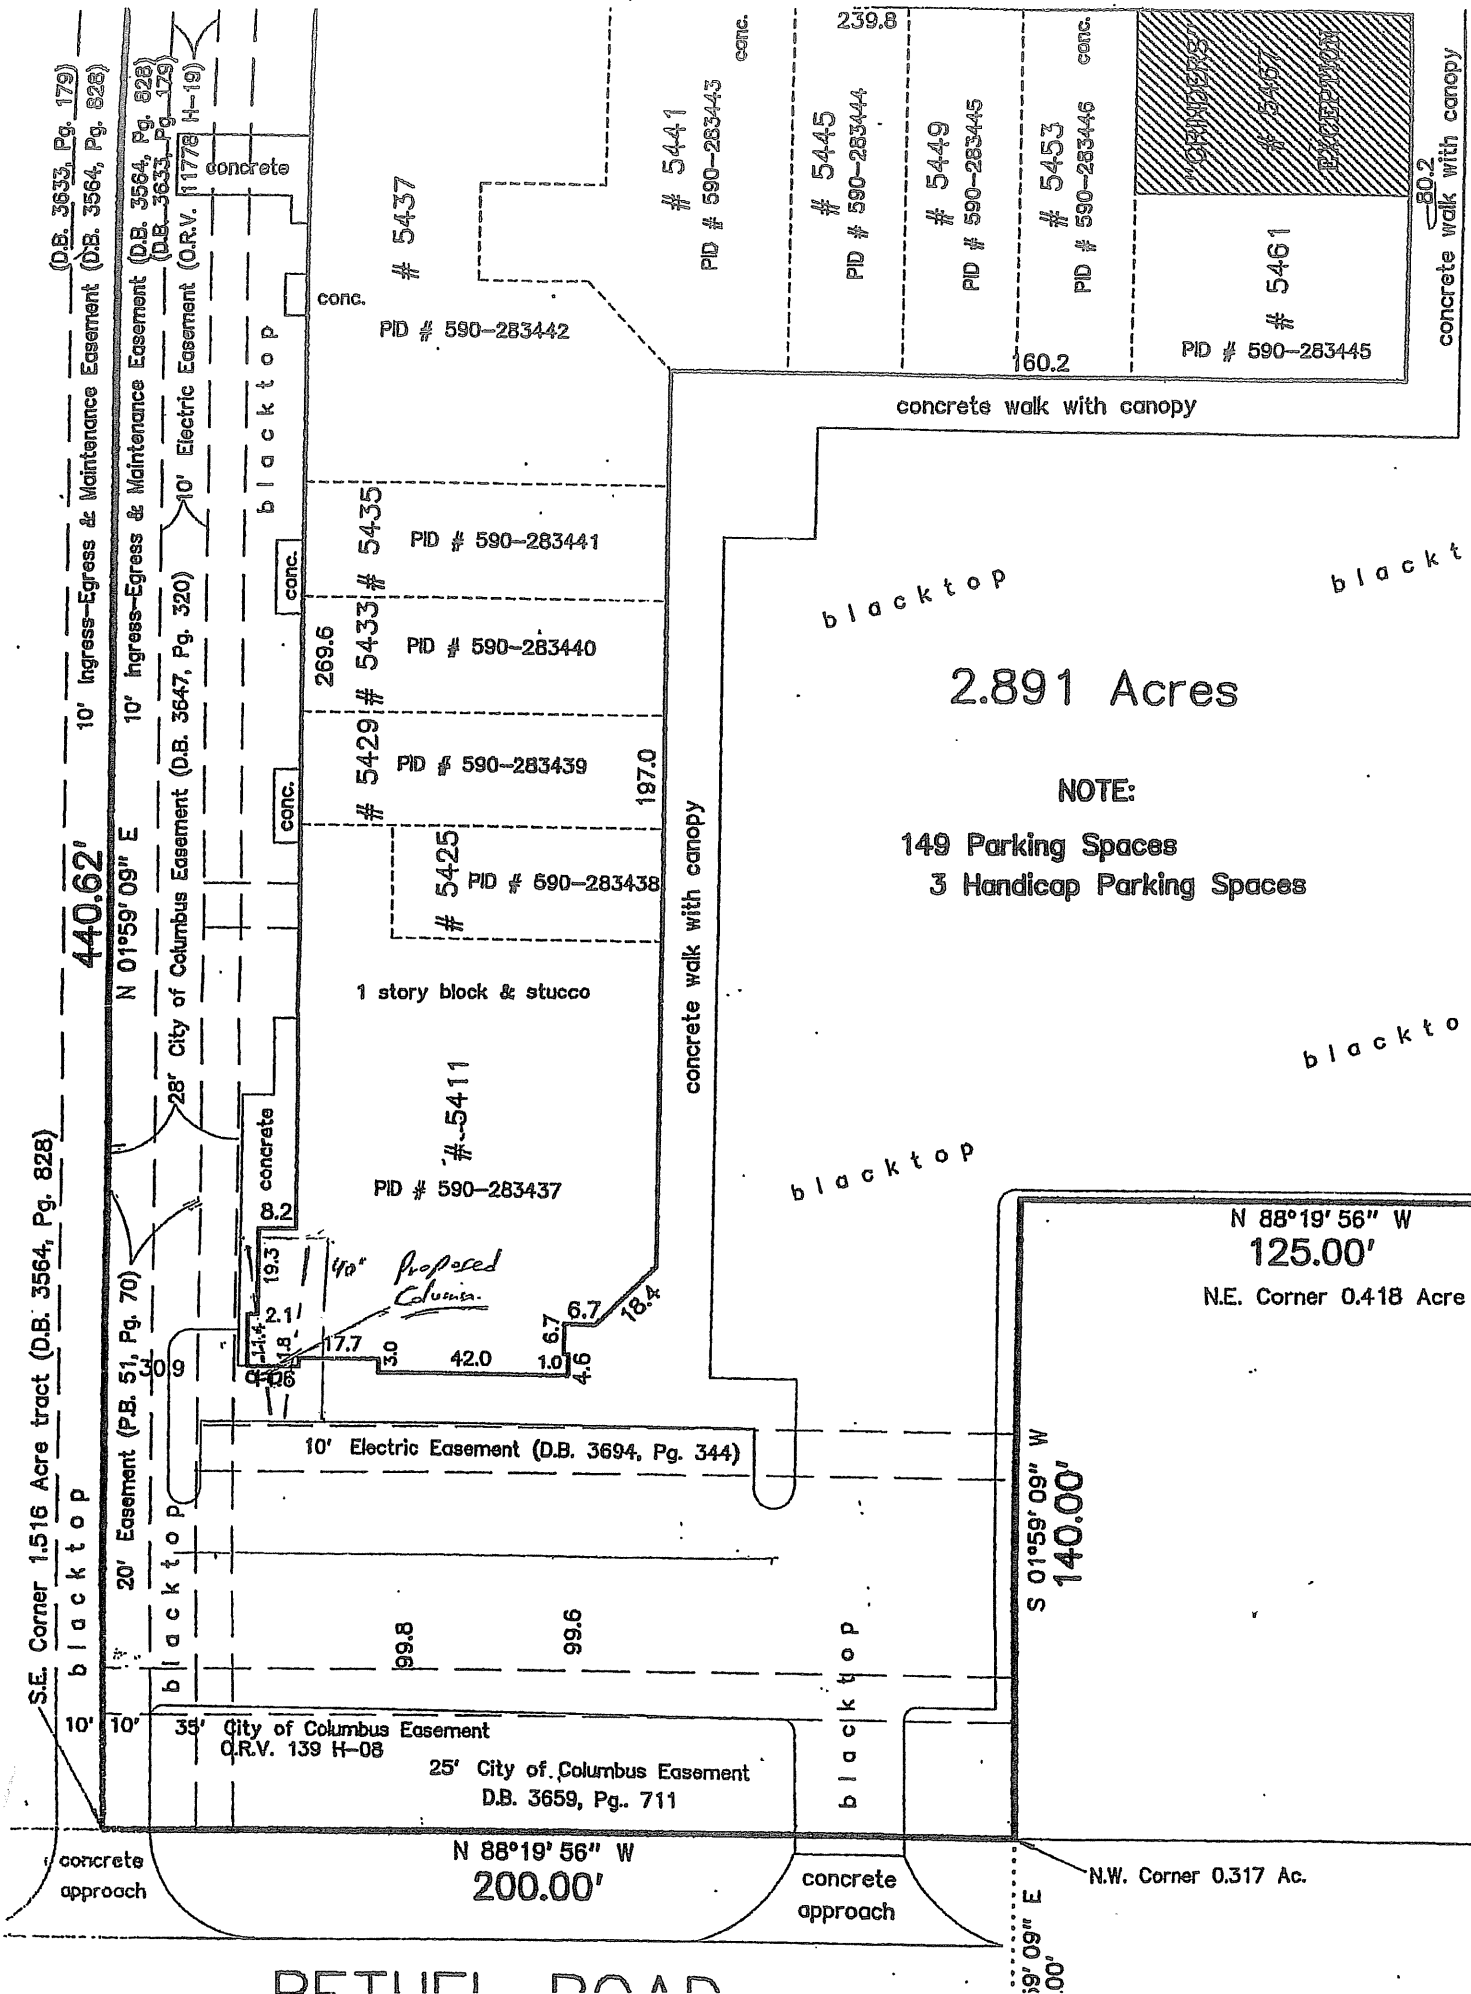 (D.B. 3633, Pg. 179)
10' Ingress-Egress & Maintenance Easement (D.B. 3564, Pg. 828)
10' Ingress-Egress & Maintenance Easement (D.B. 3564, Pg. 828)
(D.B. 3633, Pg. 179)
10' Electric Easement (O.R.V. 11778 H-19)
28' City of Columbus Easement (D.B. 3647, Pg. 320)
440.62'
N 01°59'09" E
concrete
blacktop
conc.
# 5437
PID # 590-283442
# 5441
PID # 590-283443
conc.
239.8
# 5445
PID # 590-283444
# 5449
PID # 590-283445
# 5453
PID # 590-283446
conc.
"GRINDERS"
# 5467
EXCEPTION
# 5461
PID # 590-283445
80.2
concrete walk with canopy
160.2
concrete walk with canopy
# 5435
PID # 590-283441
conc.
269.6
# 5433
PID # 590-283440
# 5429
PID # 590-283439
197.0
conc.
# 5425
PID # 590-283438
concrete walk with canopy
1 story block & stucco
# 5411
PID # 590-283437
concrete
8.2
19.3
2.1
11.4
1.8
17.7
3.0
42.0
1.0
4.6
6.7
6.7
18.4
30.9
40"
Proposed
Column
blacktop
blackt
2.891 Acres
NOTE:
149 Parking Spaces
3 Handicap Parking Spaces
blackto
blacktop
N 88°19'56" W
125.00'
N.E. Corner 0.418 Acre
S 01°59'09" W
140.00'
S.E. Corner 1.516 Acre tract (D.B. 3564, Pg. 828)
20' Easement (P.B. 51, Pg. 70)
blacktop
blacktop
10' Electric Easement (D.B. 3694, Pg. 344)
99.8
99.6
blacktop
10'
10'
35' City of Columbus Easement
O.R.V. 139 H-08
25' City of Columbus Easement
D.B. 3659, Pg. 711
N 88°19'56" W
200.00'
concrete
approach
concrete
approach
N.W. Corner 0.317 Ac.
59'09" E
.00'
BETHEL ROAD